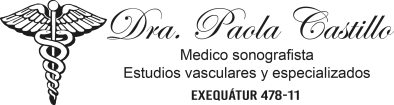 Dra. Paola Castillo
Medico sonografista
Estudios vasculares y especializados
EXEQUÁTUR 478-11